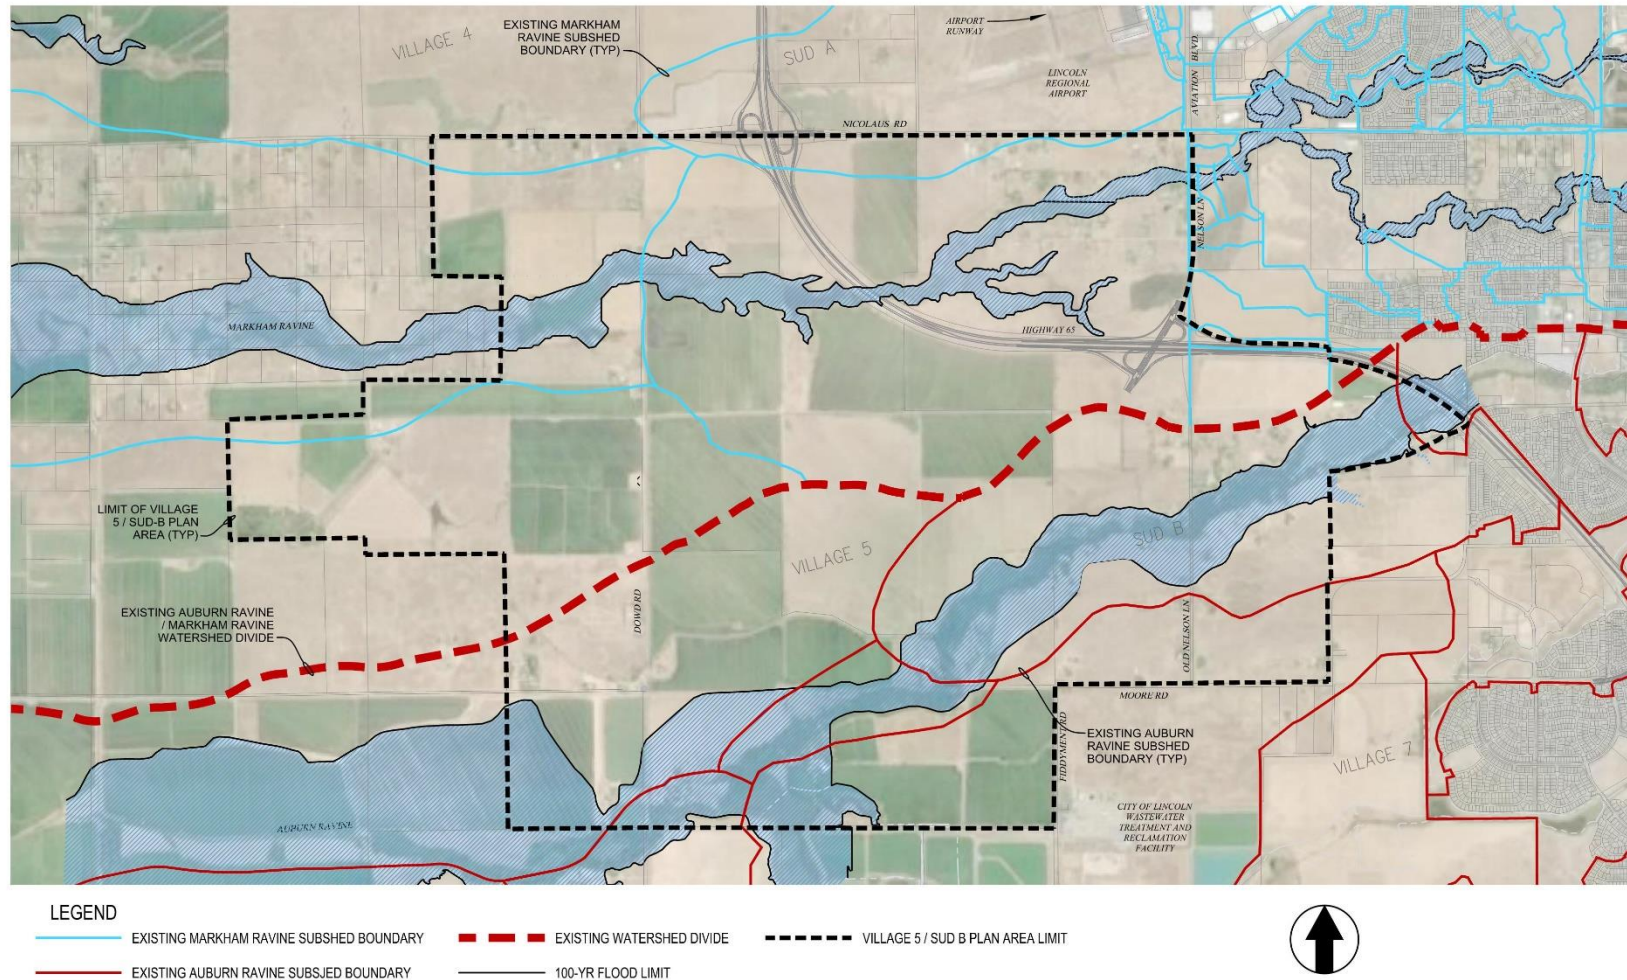 EXISTING MARKHAM
RAVINE SUBSHED
BOUNDARY (TYP)
VILLAGE 4
SUD A
AIRPORT
RUNWAY
LINCOLN
REGIONAL
AIRPORT
AVIATION BLVD.
NICOLAUS RD
NELSON LN
MARKHAM RAVINE
HIGHWAY 65
LIMIT OF VILLAGE
5 / SUD-B PLAN
AREA (TYP)
VILLAGE 5
SUD B
EXISTING AUBURN RAVINE
/ MARKHAM RAVINE
WATERSHED DIVIDE
DOWD RD
OLD NELSON LN
MOORE RD
FIDDYMENT RD
EXISTING AUBURN
RAVINE SUBSHED
BOUNDARY (TYP)
VILLAGE 7
CITY OF LINCOLN
WASTEWATER
TREATMENT AND
RECLAMATION
FACILITY
AUBURN RAVINE
LEGEND
EXISTING MARKHAM RAVINE SUBSHED BOUNDARY
EXISTING WATERSHED DIVIDE
VILLAGE 5 / SUD B PLAN AREA LIMIT
EXISTING AUBURN RAVINE SUBSJED BOUNDARY
100-YR FLOOD LIMIT